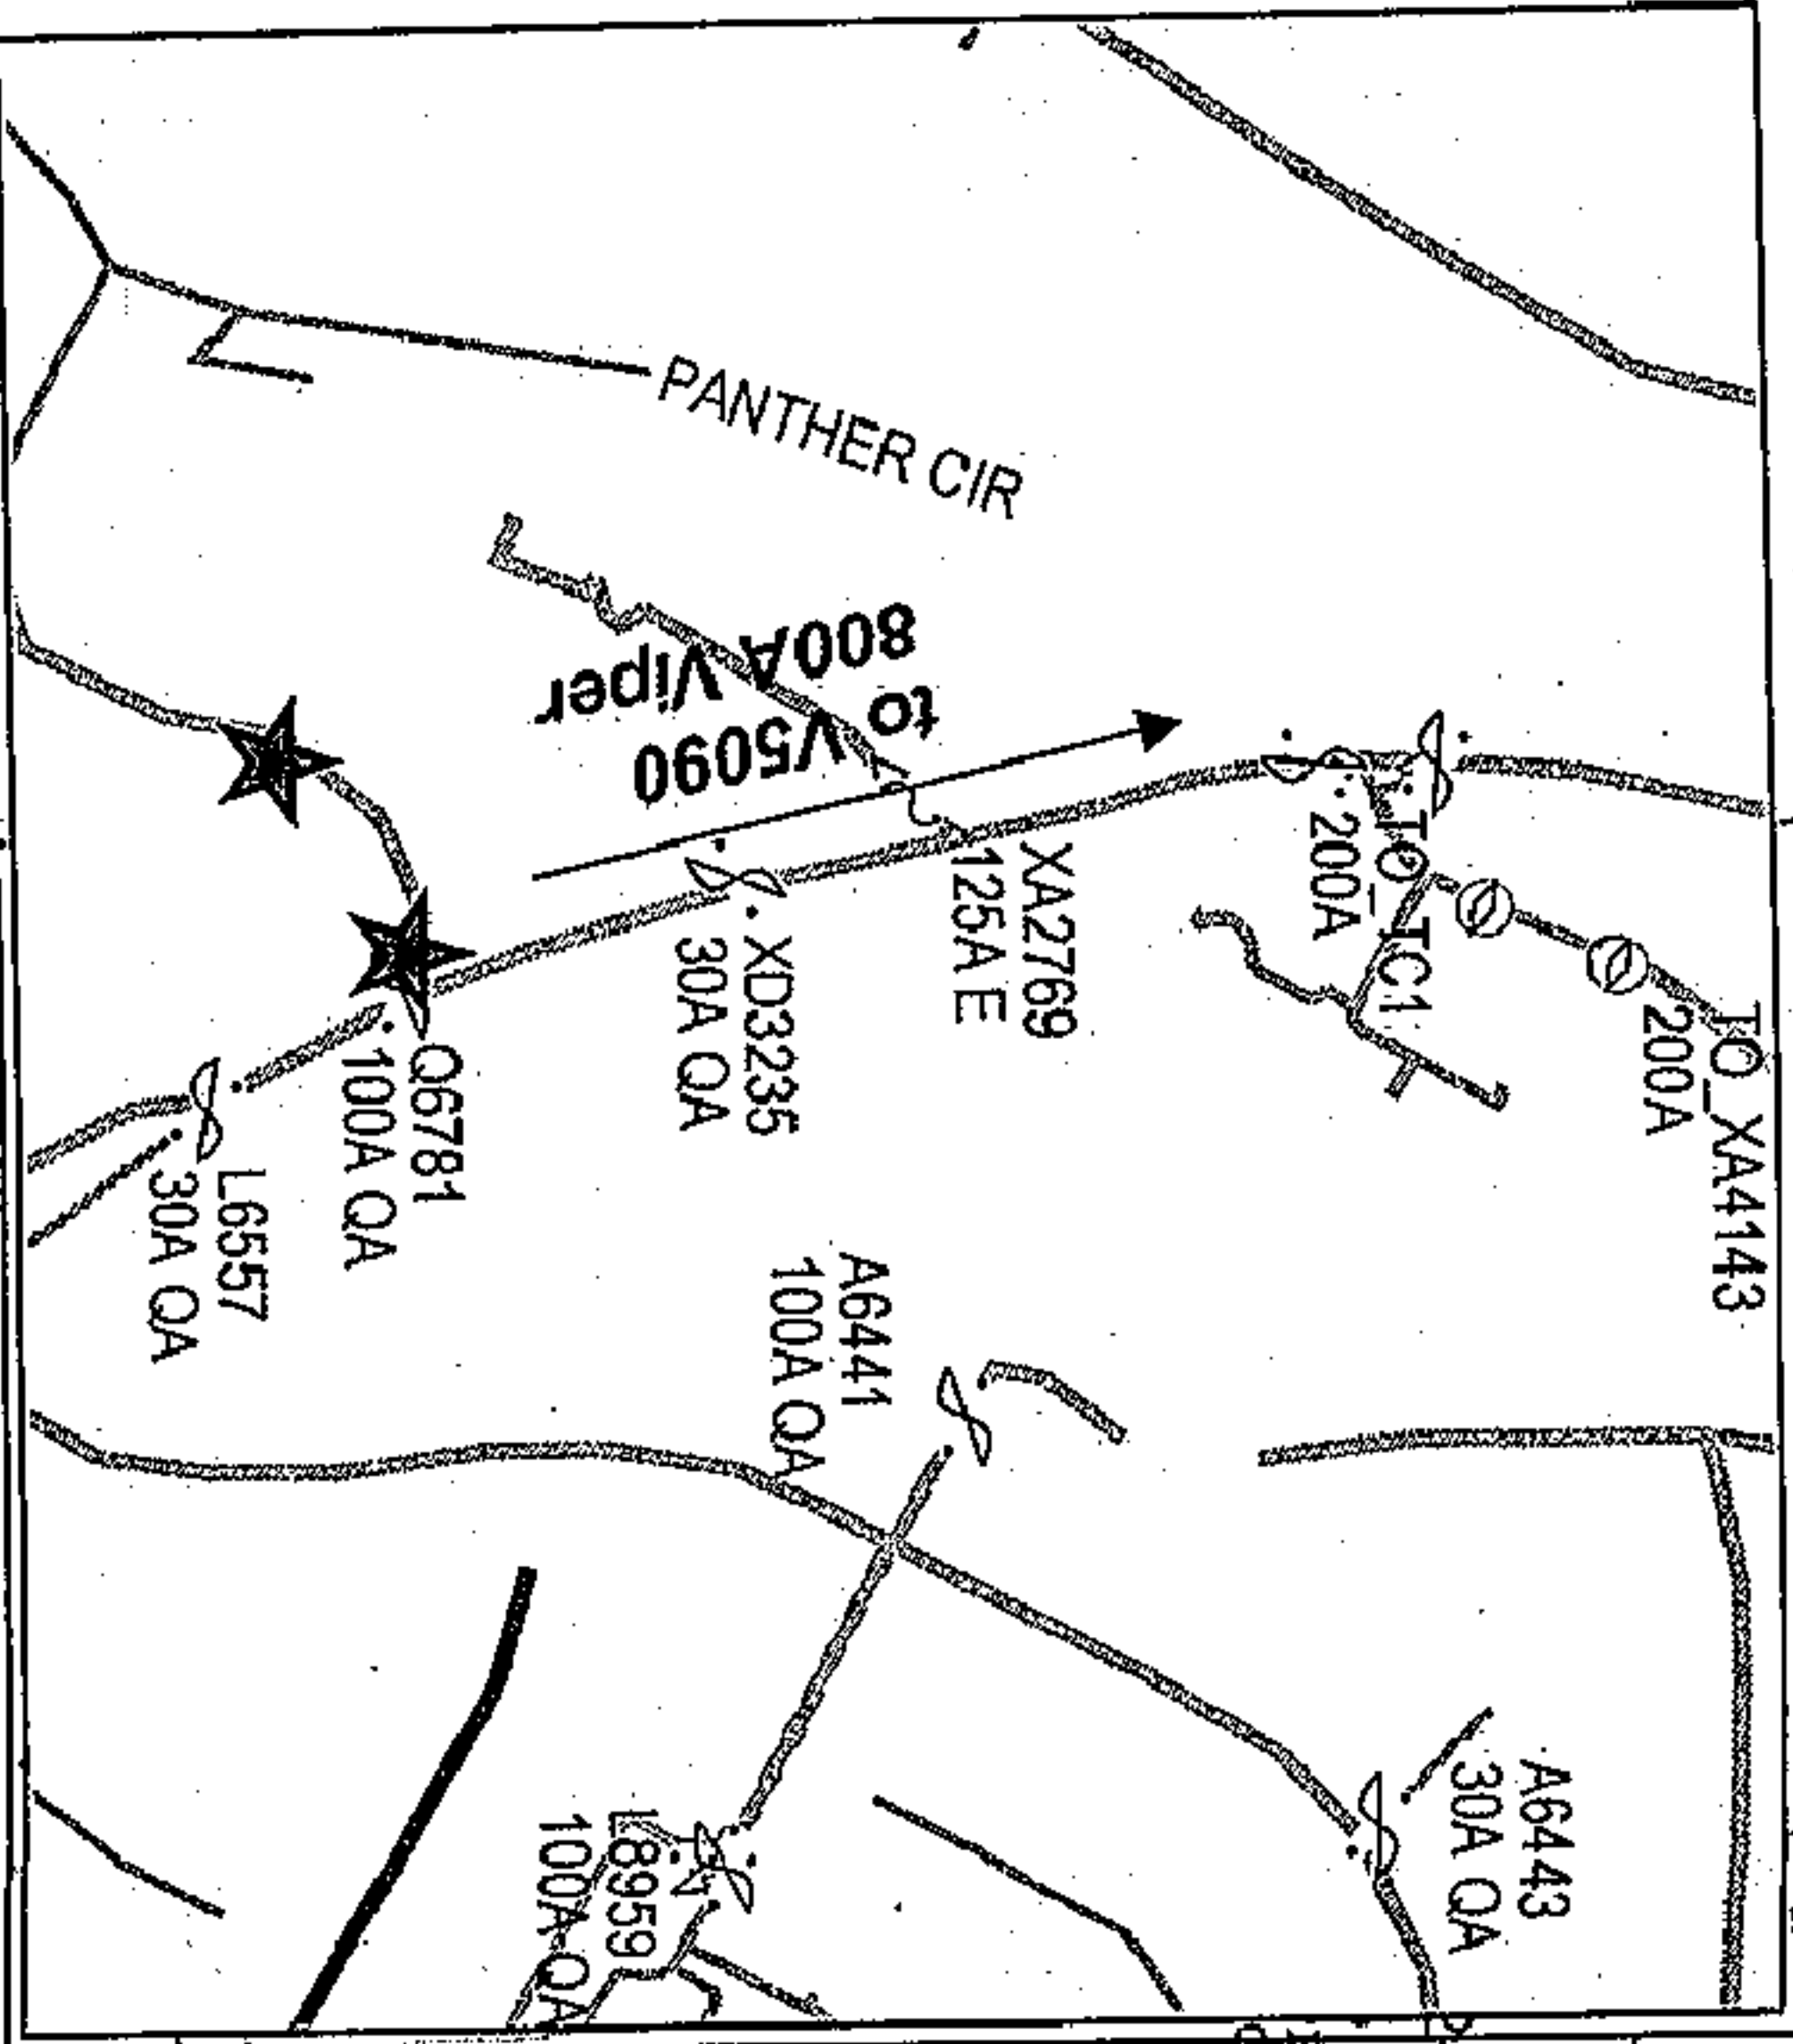 PANTHER CIR
to V5090
800A Viper
TO_TC1
200A
TO_XA4143
200A
XA2769
125A E
XD3235
30A QA
Q6781
100A QA
L6557
30A QA
A6441
100A QA
A6443
30A QA
L8959
100A QA